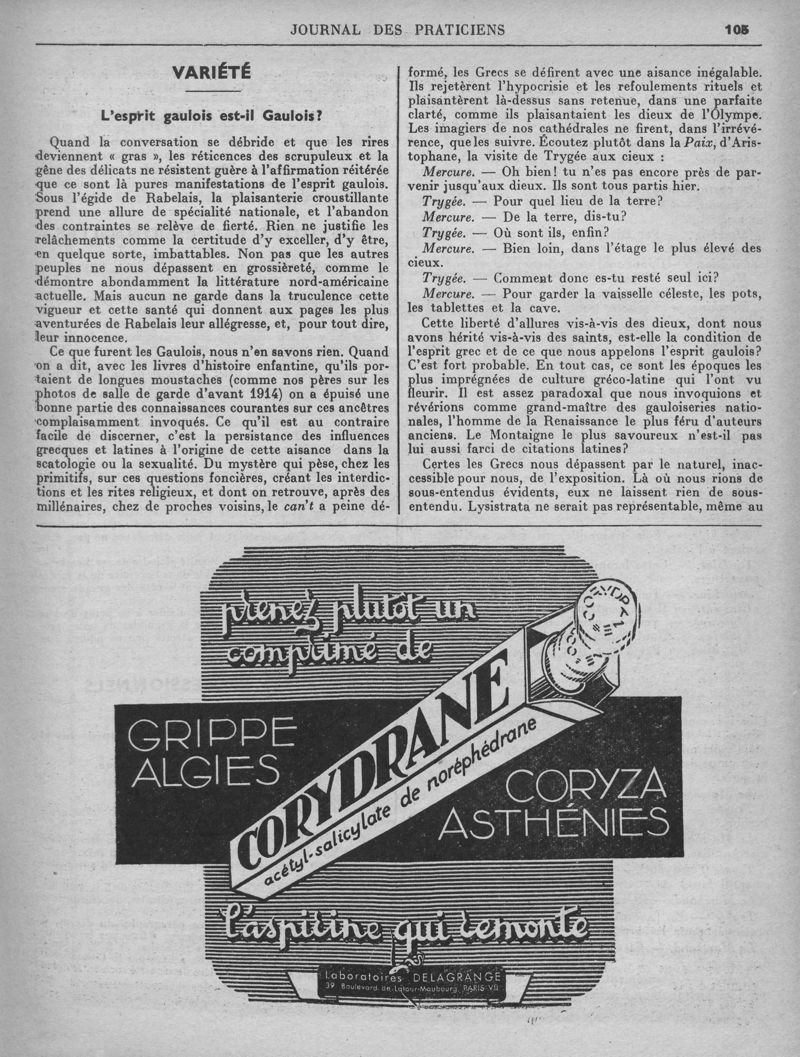 JOURNAL DES PRATICIENS
105
VARIÉTÉ
L'esprit gaulois est-il Gaulois?
Quand la conversation se débride et que les rires
deviennent « gras », les réticences des scrupuleux et la
gêne des délicats ne résistent guère à l'affirmation réitérée
que ce sont là pures manifestations de l'esprit gaulois.
Sous l'égide de Rabelais, la plaisanterie croustillante
prend une allure de spécialité nationale, et l'abandon
des contraintes se relève de fierté. Rien ne justifie les
relâchements comme la certitude d'y exceller, d'y être,
en quelque sorte, imbattables. Non pas que les autres
peuples ne nous dépassent en grossièreté, comme le
démontre abondamment la littérature nord-américaine
actuelle. Mais aucun ne garde dans la truculence cette
vigueur et cette santé qui donnent aux pages les plus
aventurées de Rabelais leur allégresse, et, pour tout dire,
leur innocence.
Ce que furent les Gaulois, nous n'en savons rien. Quand
on a dit, avec les livres d'histoire enfantine, qu'ils por-
taient de longues moustaches (comme nos pères sur les
photos de salle de garde d'avant 1914) on a épuisé une
bonne partie des connaissances courantes sur ces ancêtres
complaisamment invoqués. Ce qu'il est au contraire
facile de discerner, c'est la persistance des influences
grecques et latines à l'origine de cette aisance dans la
scatologie ou la sexualité. Du mystère qui pèse, chez les
primitifs, sur ces questions foncières, créant les interdic-
tions et les rites religieux, et dont on retrouve, après des
millénaires, chez de proches voisins, le can't a peine dé-
formé, les Grecs se défirent avec une aisance inégalable.
Ils rejetèrent l'hypocrisie et les refoulements rituels et
plaisantèrent là-dessus sans retenue, dans une parfaite
clarté, comme ils plaisantaient les dieux de l'Olympe.
Les imagiers de nos cathédrales ne firent, dans l'irrévé-
rence, que les suivre. Écoutez plutôt dans la Paix, d'Aris-
tophane, la visite de Trygée aux cieux :
Mercure. — Oh bien! tu n'es pas encore près de par-
venir jusqu'aux dieux. Ils sont tous partis hier.
Trygée. — Pour quel lieu de la terre?
Mercure. — De la terre, dis-tu?
Trygée. — Où sont ils, enfin?
Mercure. — Bien loin, dans l'étage le plus élevé des
cieux.
Trygée. — Comment donc es-tu resté seul ici?
Mercure. — Pour garder la vaisselle céleste, les pots,
les tablettes et la cave.
Cette liberté d'allures vis-à-vis des dieux, dont nous
avons hérité vis-à-vis des saints, est-elle la condition de
l'esprit grec et de ce que nous appelons l'esprit gaulois?
C'est fort probable. En tout cas, ce sont les époques les
plus imprégnées de culture gréco-latine qui l'ont vu
fleurir. Il est assez paradoxal que nous invoquions et
révérions comme grand-maître des gauloiseries natio-
nales, l'homme de la Renaissance le plus féru d'auteurs
anciens. Le Montaigne le plus savoureux n'est-il pas
lui aussi farci de citations latines?
Certes les Grecs nous dépassent par le naturel, inac-
cessible pour nous, de l'exposition. Là où nous rions de
sous-entendus évidents, eux ne laissent rien de sous-
entendu. Lysistrata ne serait pas représentable, même au
prenez plutot un
comprimé de
CORYDRANE
GRIPPE
ALGIES
CORYDRANE
acétyl-salicylate de noréphédrane
CORYZA
ASTHÉNIES
l'aspirine qui remonte
Laboratoires DELAGRANGE
39 Boulevard de Latour-Maubourg, PARIS VII